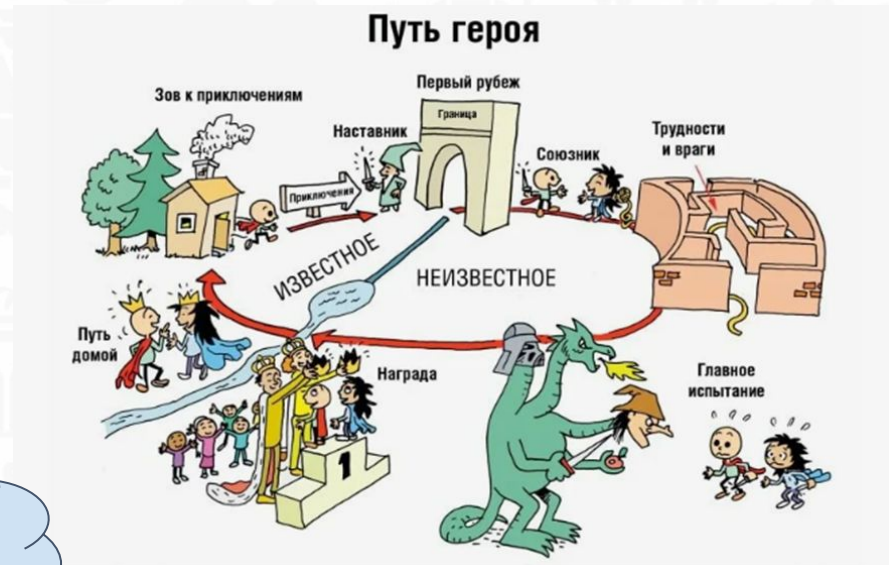 Путь героя
Зов к приключениям
Приключения
Наставник
Первый рубеж
Граница
Союзник
Трудности
и враги
ИЗВЕСТНОЕ
НЕИЗВЕСТНОЕ
Главное
испытание
Награда
1
Путь
домой